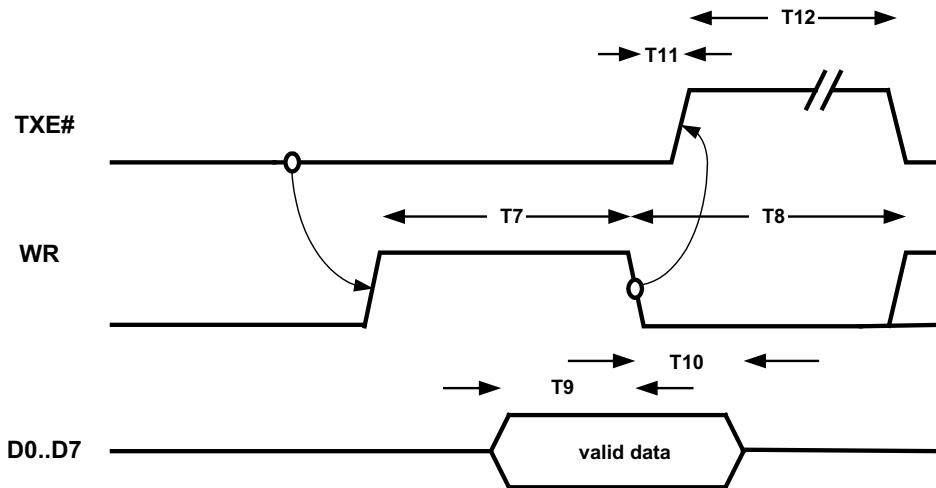 T12
T11
TXE#
T7
T8
WR
T10
T9
D0..D7
valid data